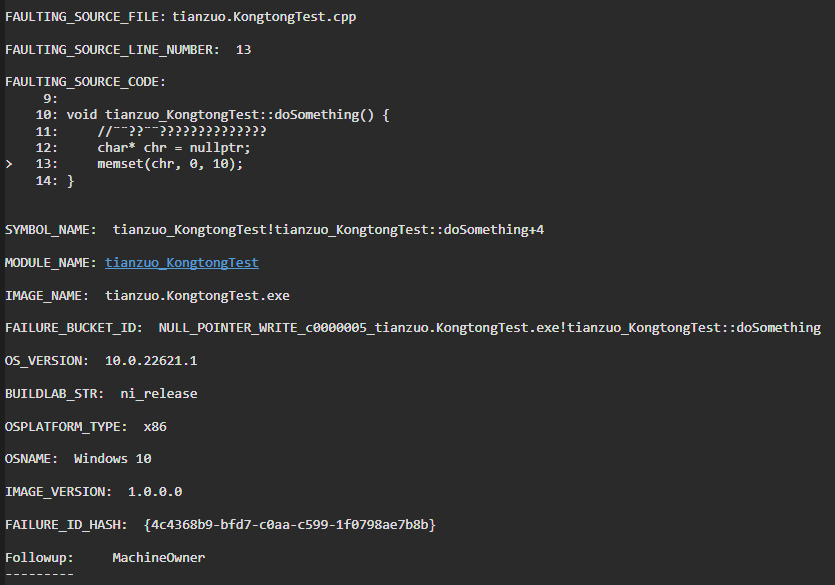 FAULTING_SOURCE_FILE: tianzuo.KongtongTest.cpp
FAULTING_SOURCE_LINE_NUMBER:  13
FAULTING_SOURCE_CODE:
9:
10: void tianzuo_KongtongTest::doSomething() {
11:     //¨¨??¨¨??????????????
12:     char* chr = nullptr;
>   13:     memset(chr, 0, 10);
14: }
SYMBOL_NAME:  tianzuo_KongtongTest!tianzuo_KongtongTest::doSomething+4
MODULE_NAME: tianzuo_KongtongTest
IMAGE_NAME:  tianzuo.KongtongTest.exe
FAILURE_BUCKET_ID:  NULL_POINTER_WRITE_c0000005_tianzuo.KongtongTest.exe!tianzuo_KongtongTest::doSomething
OS_VERSION:  10.0.22621.1
BUILDLAB_STR:  ni_release
OSPLATFORM_TYPE:  x86
OSNAME:  Windows 10
IMAGE_VERSION:  1.0.0.0
FAILURE_ID_HASH:  {4c4368b9-bfd7-c0aa-c599-1f0798ae7b8b}
Followup:     MachineOwner
---------